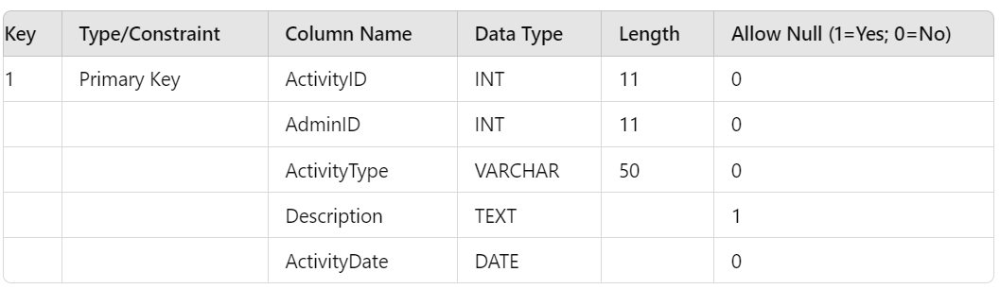 Key Type/Constraint Column Name Data Type Length Allow Null (1=Yes; 0=No)
1 Primary Key ActivityID INT 11 0
AdminID INT 11 0
ActivityType VARCHAR 50 0
Description TEXT 1
ActivityDate DATE 0